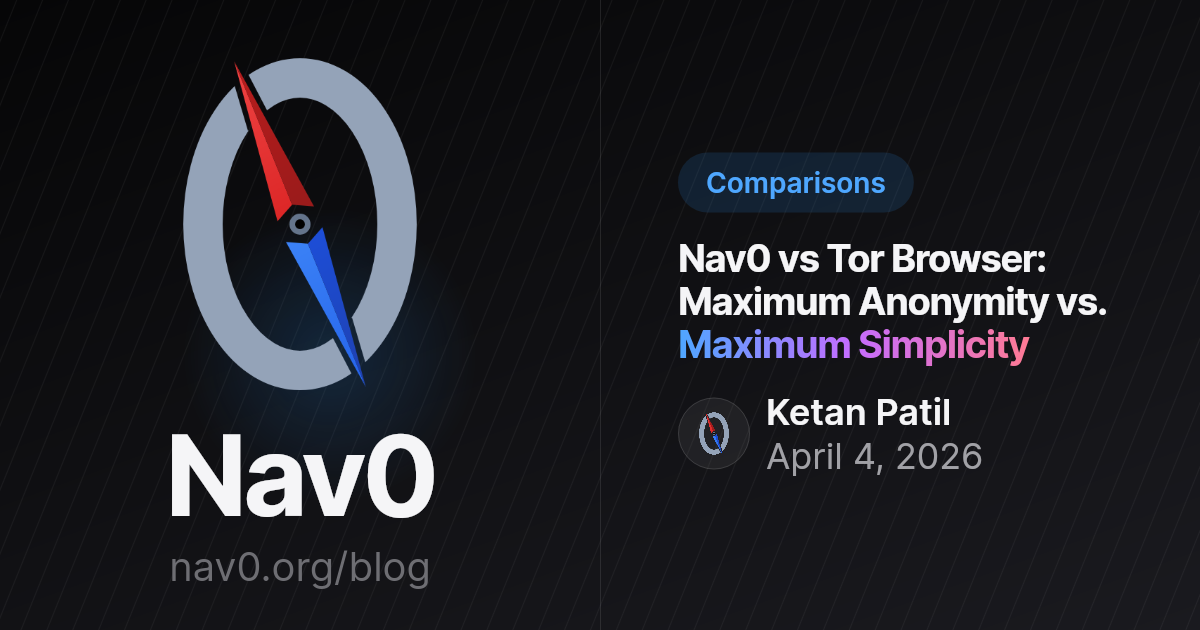 Nav0
nav0.org/blog
Comparisons
Nav0 vs Tor Browser:
Maximum Anonymity vs.
Maximum Simplicity
Ketan Patil
April 4, 2026